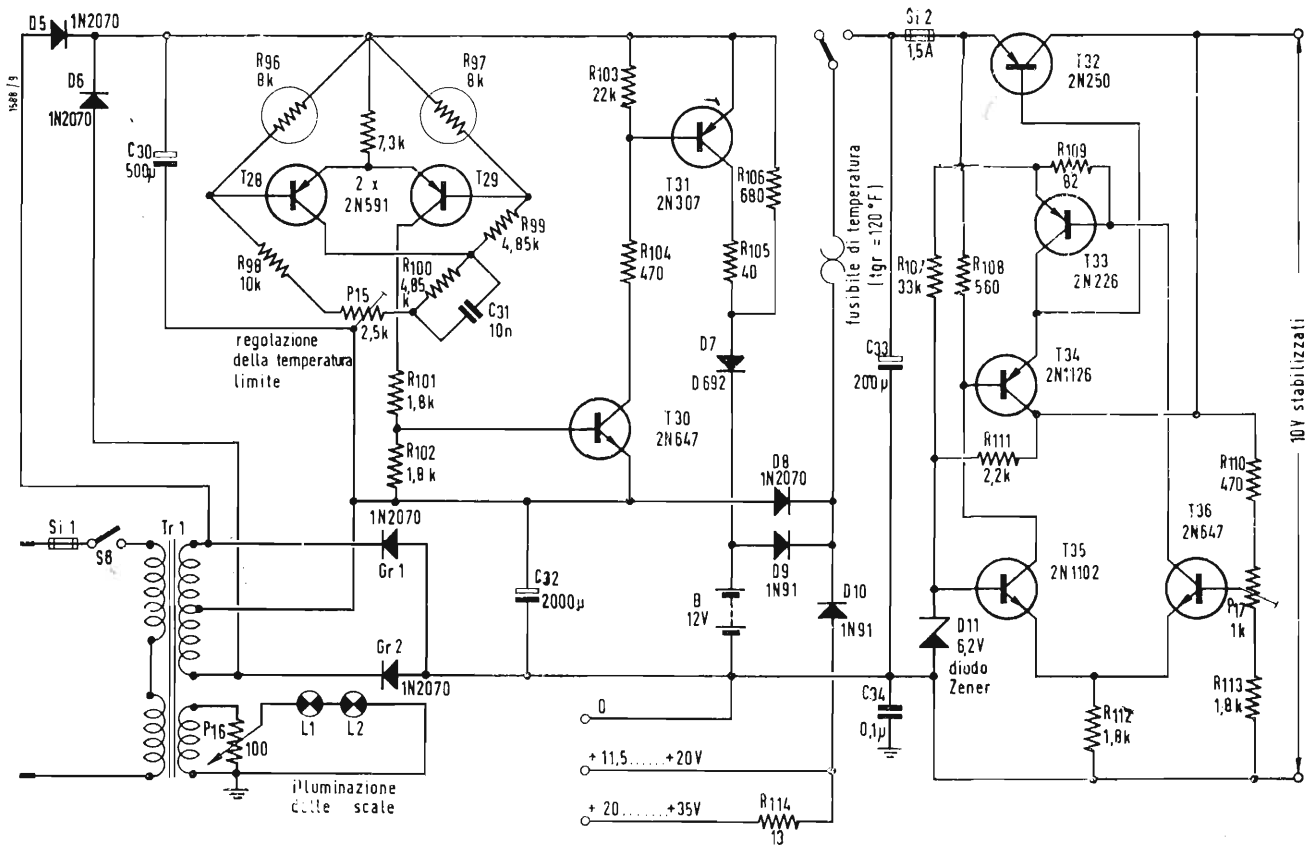 D5
1N2070
1588/9
D6
1N2070
R96
8k
R97
8k
7,3k
C30
500µ
T28
2 x
2N591
T29
R98
10k
R99
4,85k
R100
4,85
k
C31
10n
P15
2,5k
regolazione
della temperatura
limite
R101
1,8k
R102
1,8k
R103
22k
R104
470
T30
2N647
T31
2N307
R105
40
R106
680
D7
D692
D8
1N2070
D9
1N91
D10
1N91
B
12V
fusibile di temperatura
(tgr = 120 °F)
Si 2
1,5A
T32
2N250
R109
82
T33
2N226
R107
33k
R108
560
C33
200µ
T34
2N1126
R111
2,2k
R110
470
T35
2N1102
T36
2N647
P17
1k
D11
6,2V
diodo
Zener
R112
1,8k
R113
1,8k
C34
0,1µ
10V stabilizzati
Si 1
S8
Tr 1
1N2070
Gr 1
Gr 2
1N2070
C32
2000µ
P16
100
L1
L2
illuminazione
delle scale
0
+ 11,5......+20V
+ 20.......+35V
R114
13